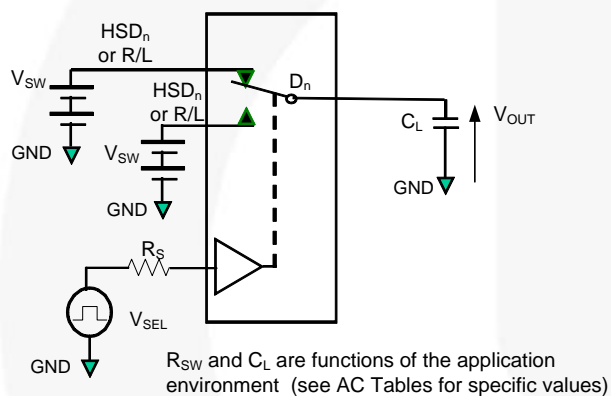 HSDn
or R/L
VSW
HSDn
or R/L
Dn
VOUT
CL
GND
VSW
GND
GND
RS
VSEL
GND
RSW and CL are functions of the application
environment (see AC Tables for specific values)